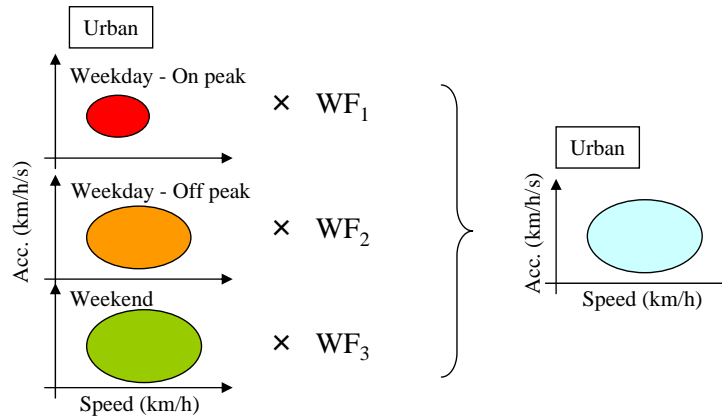 Urban
Weekday - On peak
× WF1
Weekday - Off peak
× WF2
Weekend
× WF3
Acc. (km/h/s)
Speed (km/h)
Urban
Acc. (km/h/s)
Speed (km/h)